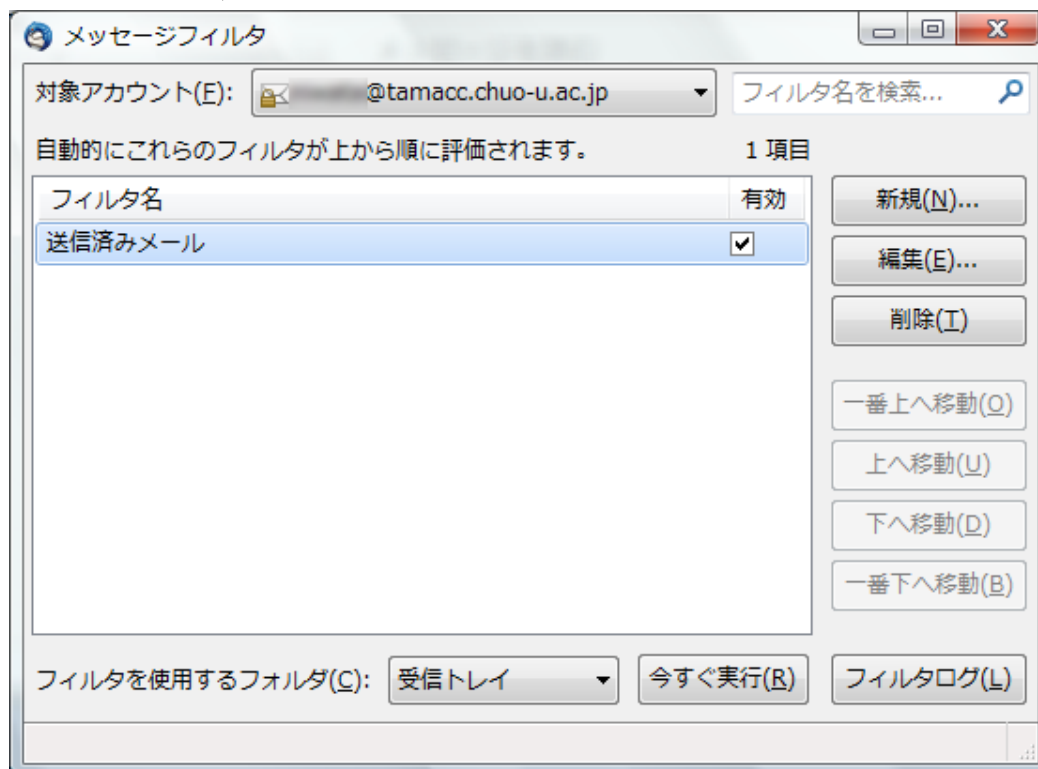 メッセージフィルタ
対象アカウント(F): @tamacc.chuo-u.ac.jp フィルタ名を検索...
自動的にこれらのフィルタが上から順に評価されます。 1 項目
フィルタ名 有効 新規(N)...
送信済みメール
編集(E)...
削除(T)
一番上へ移動(O)
上へ移動(U)
下へ移動(D)
一番下へ移動(B)
フィルタを使用するフォルダ(C): 受信トレイ 今すぐ実行(R) フィルタログ(L)